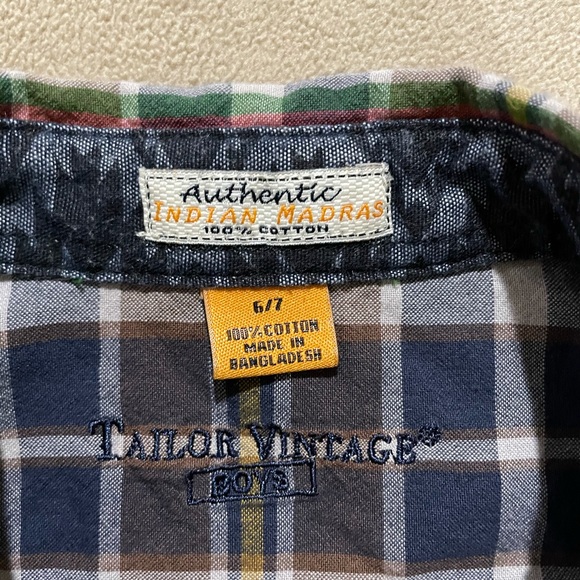 Authentic
INDIAN MADRAS
100% COTTON
6/7
100% COTTON
MADE IN
BANGLADESH
TAILOR VINTAGE®
BOYS